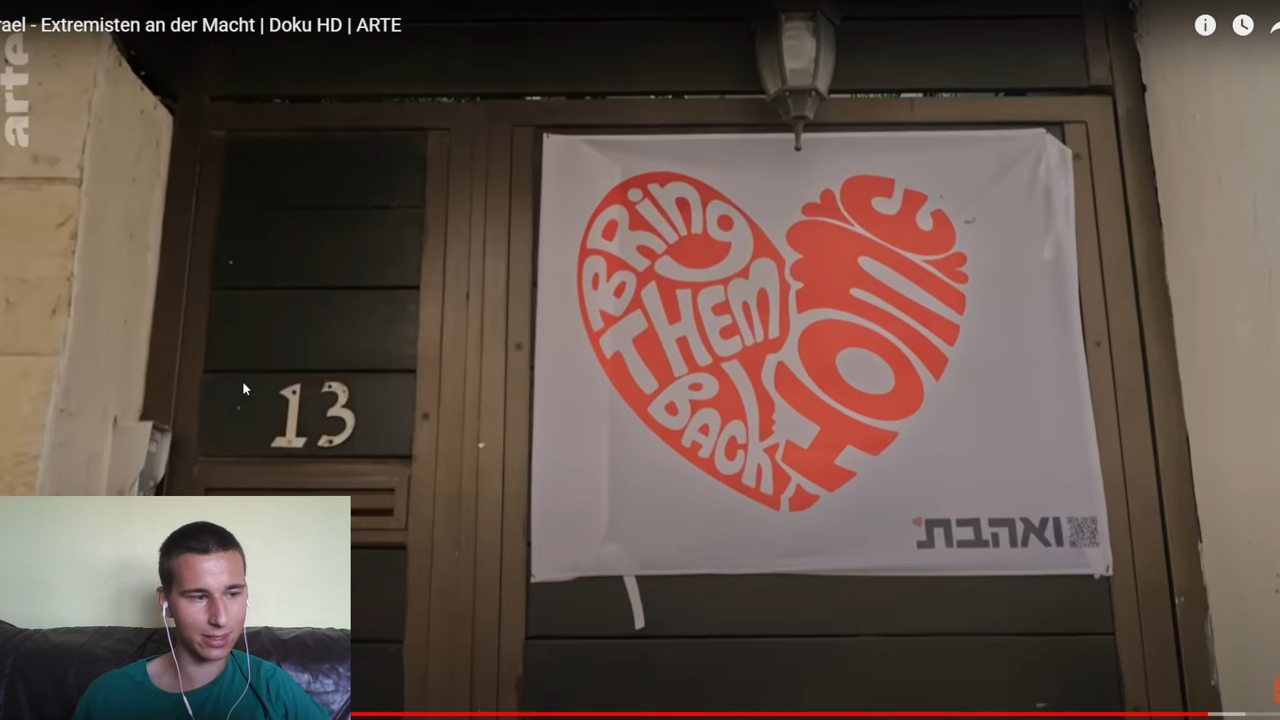 rael - Extremisten an der Macht | Doku HD | ARTE
arte
BRing
THEM
BACK
HOME
13
ואהבת